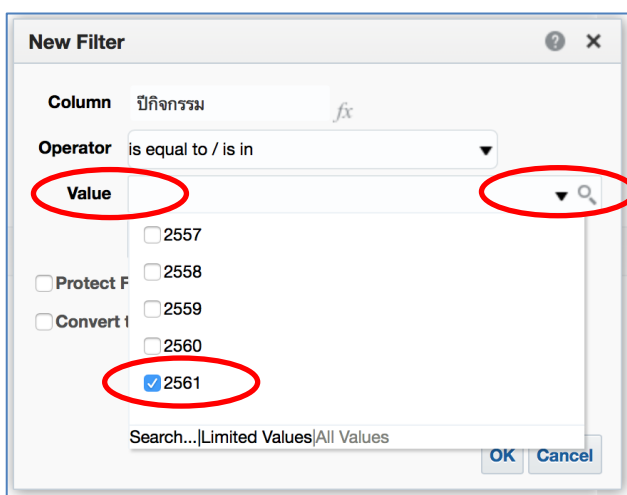 New Filter
Column ปีกิจกรรม fx
Operator is equal to / is in
Value
2557
2558
Protect F
2559
Convert t
2560
2561
Search...|Limited Values|All Values
OK Cancel